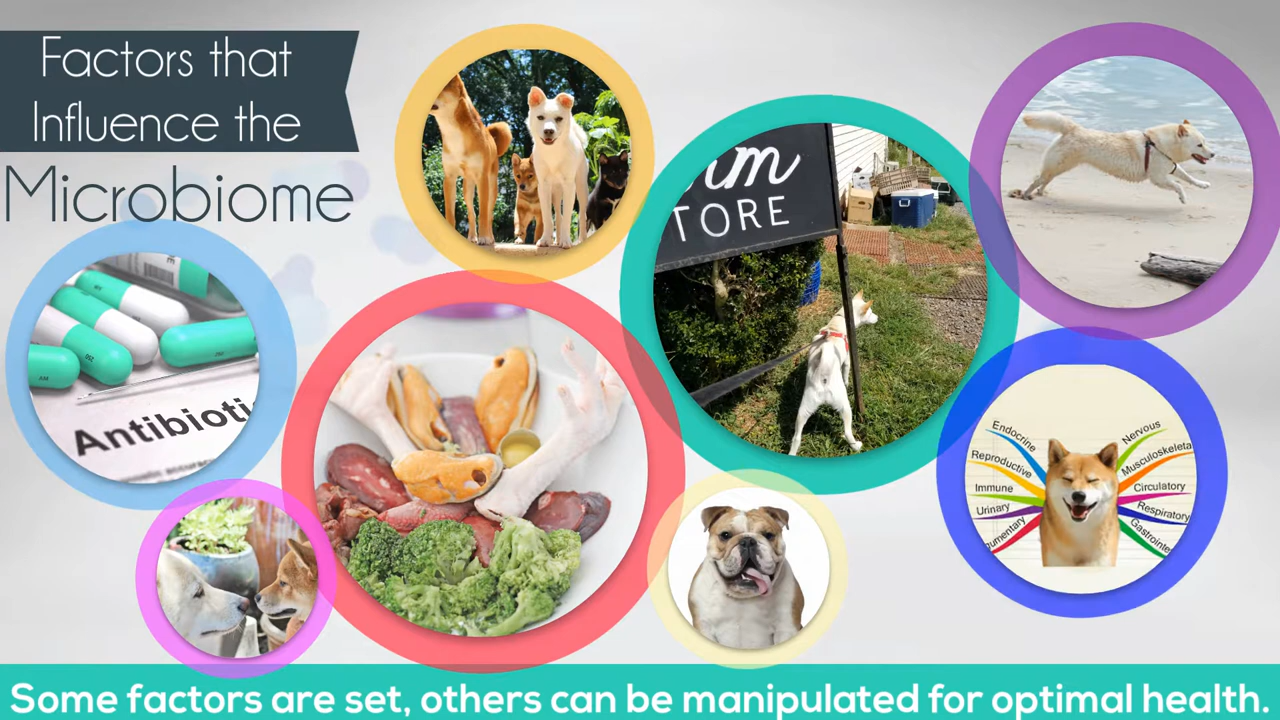 Factors that
Influence the
Microbiome
TORE
Antibioti
Endocrine
Reproductive
Immune
Urinary
Nervous
Musculoskeleta
Circulatory
Respiratory
Gastrointe
Some factors are set, others can be manipulated for optimal health.